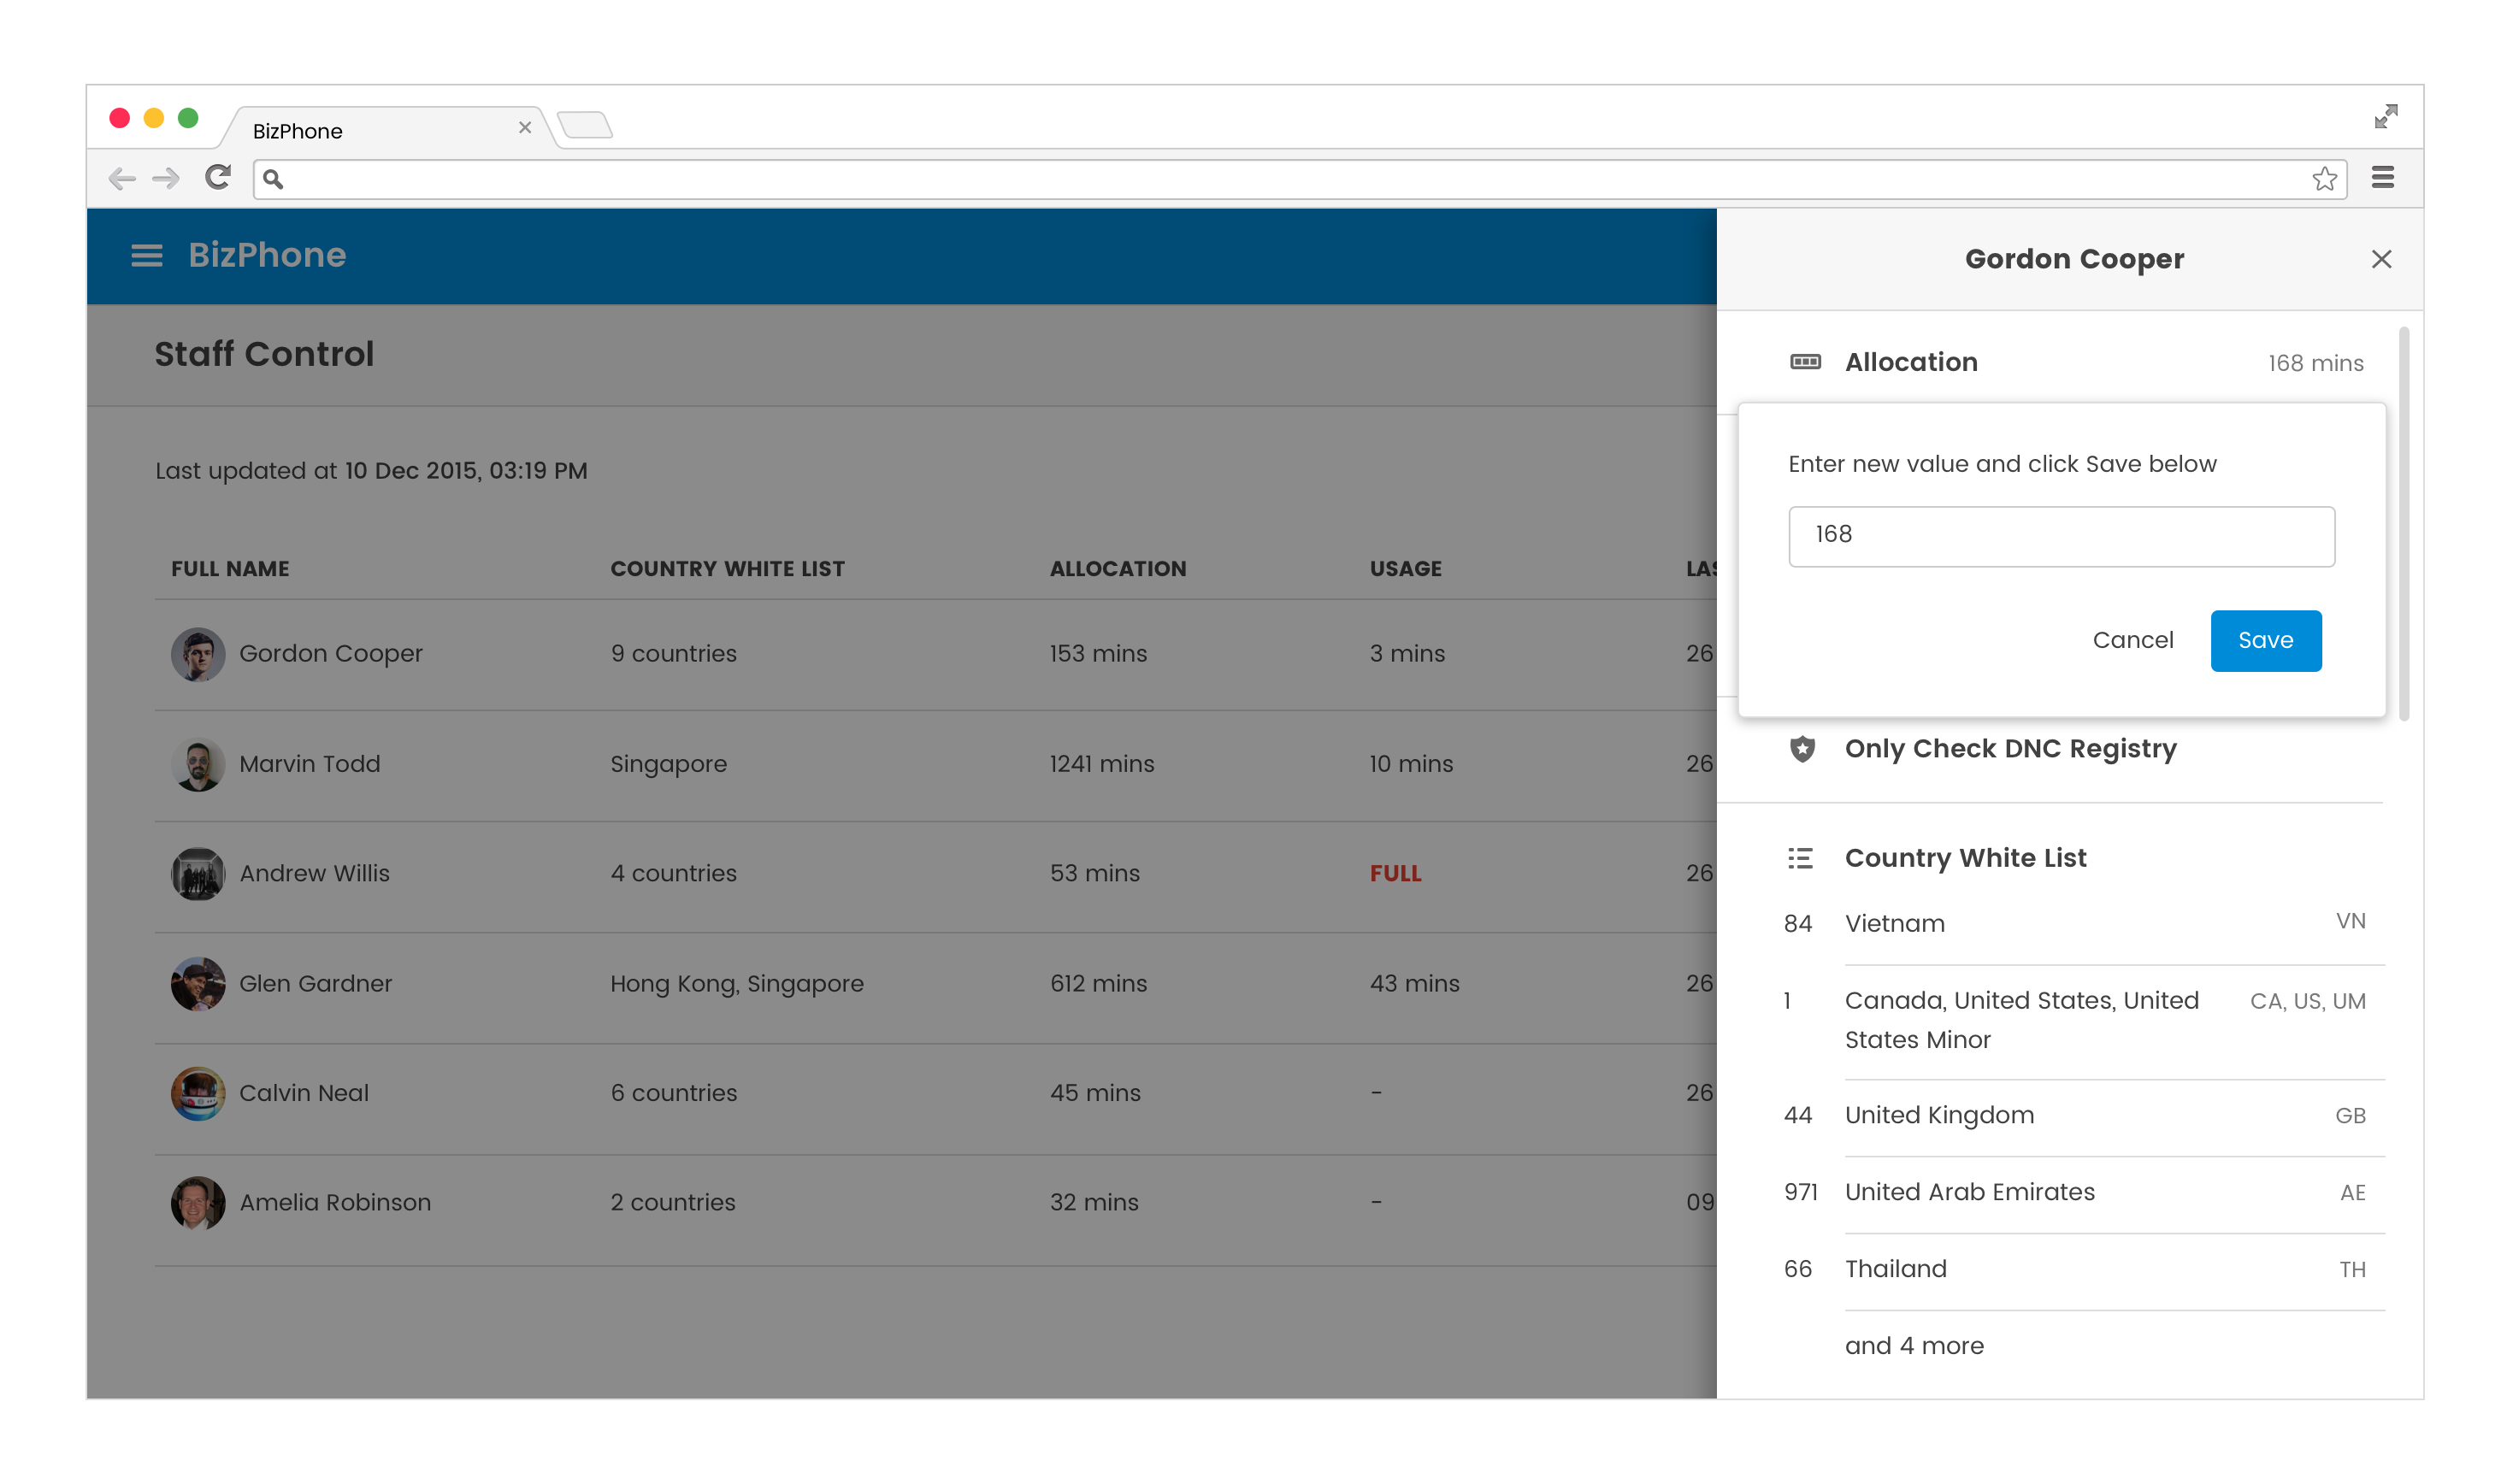 BizPhone
BizPhone
Staff Control
Last updated at 10 Dec 2015, 03:19 PM
FULL NAME COUNTRY WHITE LIST ALLOCATION USAGE
Gordon Cooper 9 countries 153 mins 3 mins 26
Marvin Todd Singapore 1241 mins 10 mins 26
Andrew Willis 4 countries 53 mins FULL 26
Glen Gardner Hong Kong, Singapore 612 mins 43 mins 26
Calvin Neal 6 countries 45 mins - 26
Amelia Robinson 2 countries 32 mins - 09
Gordon Cooper
Allocation 168 mins
Enter new value and click Save below
168
Cancel Save
Only Check DNC Registry
Country White List
84 Vietnam VN
1 Canada, United States, United CA, US, UM
States Minor
44 United Kingdom GB
971 United Arab Emirates AE
66 Thailand TH
and 4 more